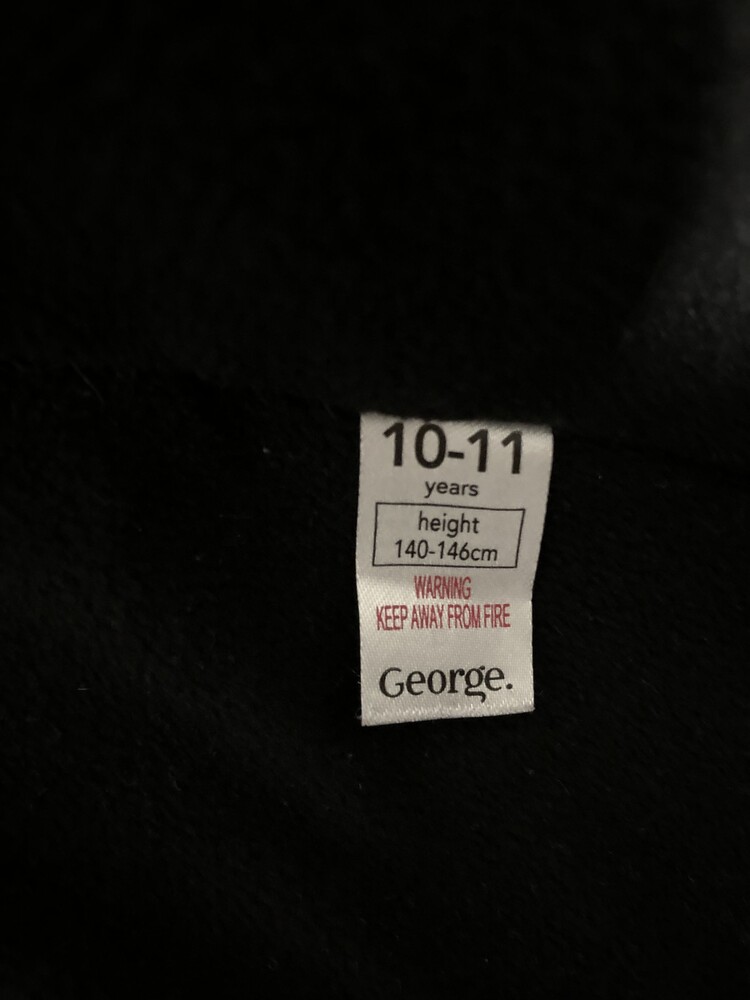 10-11
years
height
140-146cm
WARNING
KEEP AWAY FROM FIRE
George.